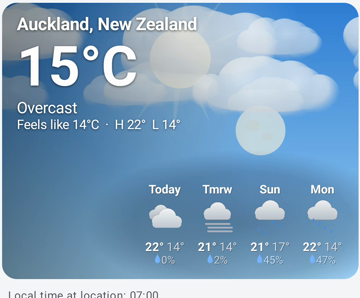 Auckland, New Zealand
15°C
Overcast
Feels like 14°C · H 22° L 14°
Today Tmrw Sun Mon
22° 14° 21° 14° 21° 17° 22° 14°
0% 2% 45% 47%
Local time at location: 07:00